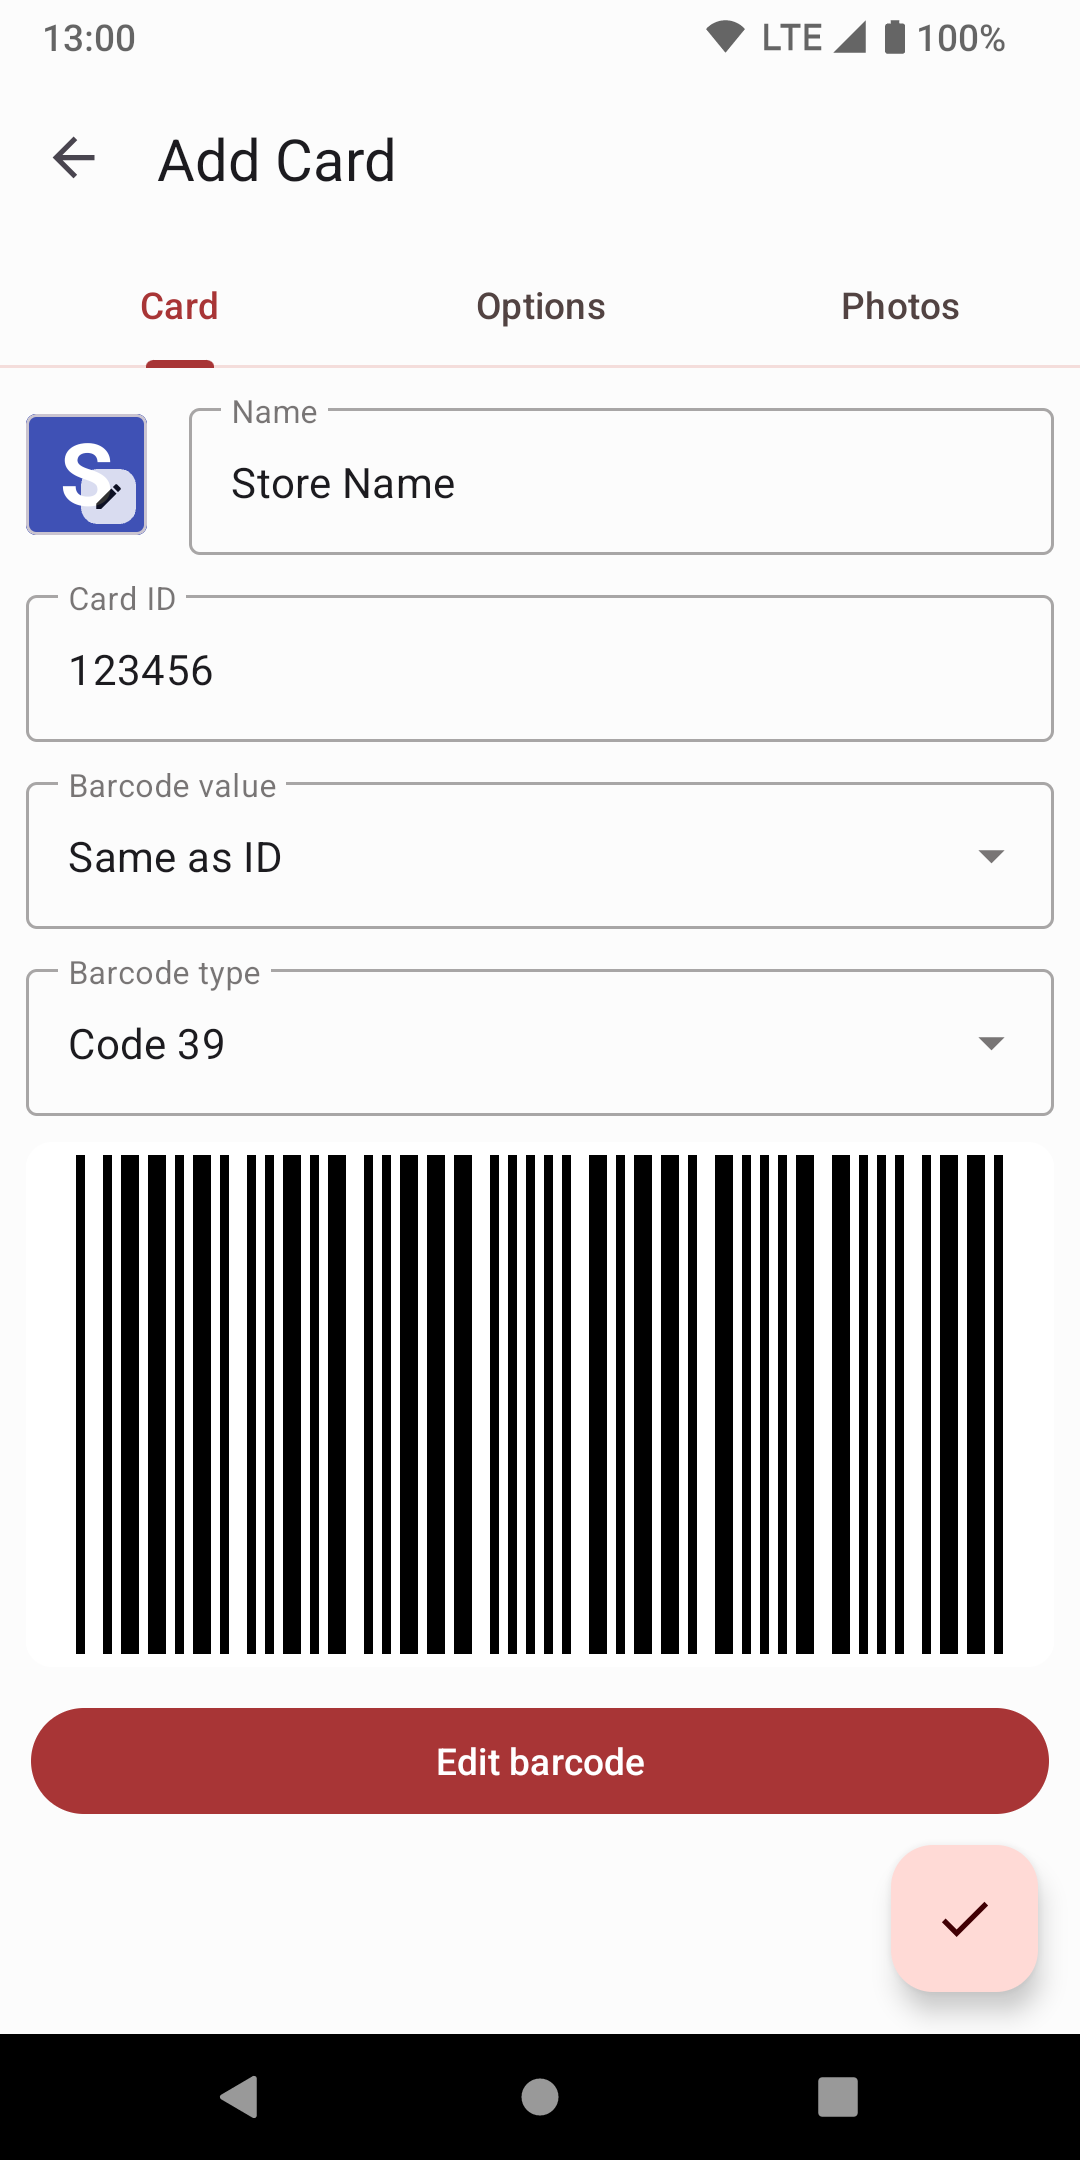 13:00 LTE 100%
Add Card
Card Options Photos
Name
S Store Name
Card ID
123456
Barcode value
Same as ID
Barcode type
Code 39
Edit barcode